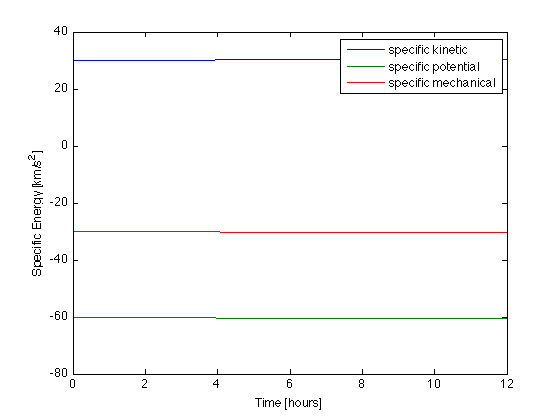 40
20
0
-20
-40
-60
-80
0 2 4 6 8 10 12
Specific Energy [km/s²]
Time [hours]
specific kinetic
specific potential
specific mechanical